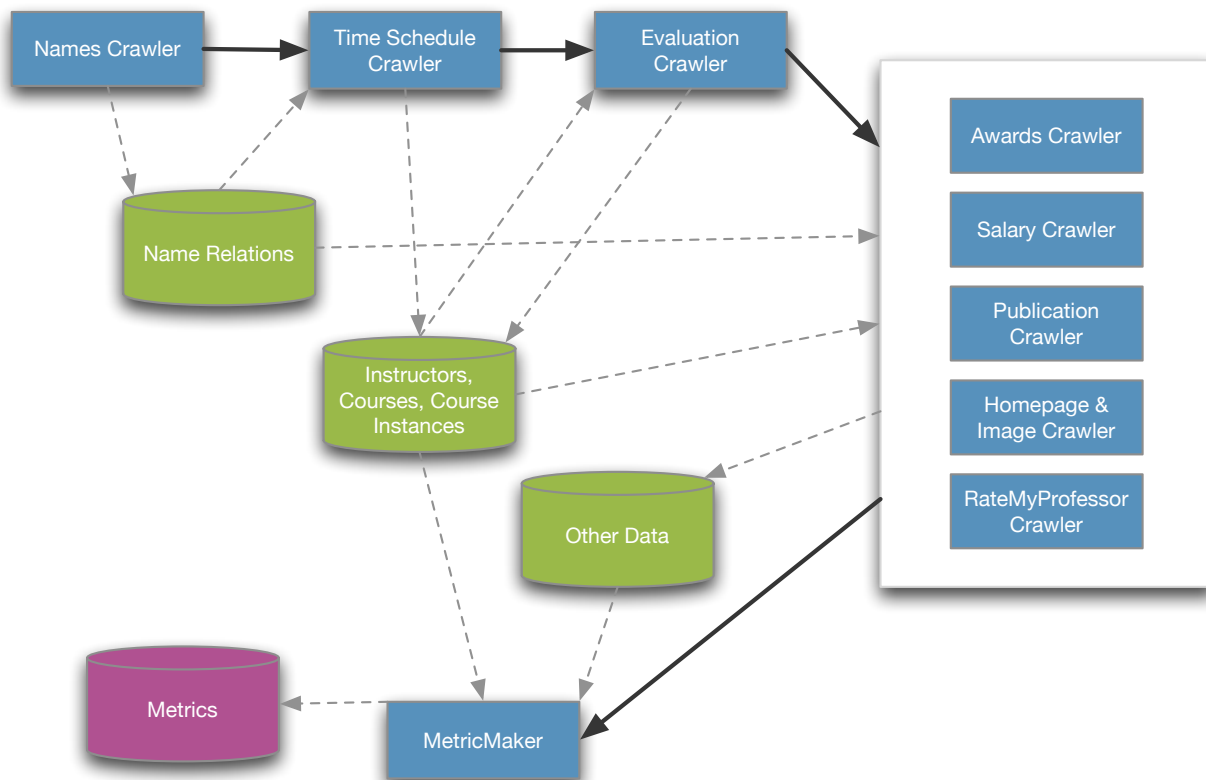 Names Crawler
Time Schedule
Crawler
Evaluation
Crawler
Awards Crawler
Salary Crawler
Publication
Crawler
Homepage &
Image Crawler
RateMyProfessor
Crawler
Name Relations
Instructors,
Courses, Course
Instances
Other Data
Metrics
MetricMaker